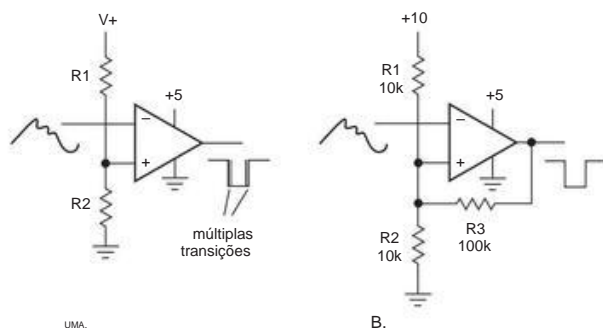 V+
R1
+5
−
+
R2
múltiplas
transições
UMA.
+10
R1
10k
+5
−
+
R3
100k
R2
10k
B.